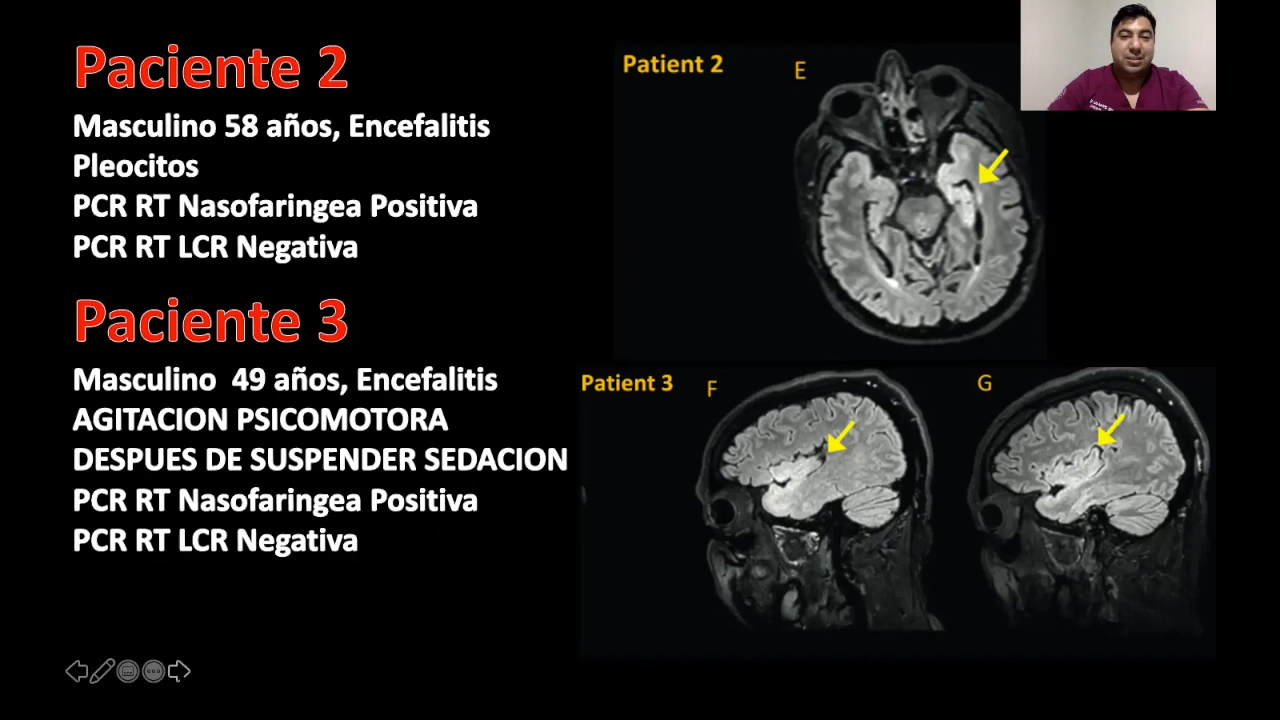 Paciente 2
Masculino 58 años, Encefalitis
Pleocitos
PCR RT Nasofaringea Positiva
PCR RT LCR Negativa
Paciente 3
Masculino  49 años, Encefalitis
AGITACION PSICOMOTORA
DESPUES DE SUSPENDER SEDACION
PCR RT Nasofaringea Positiva
PCR RT LCR Negativa
Patient 2
E
Patient 3
F
G